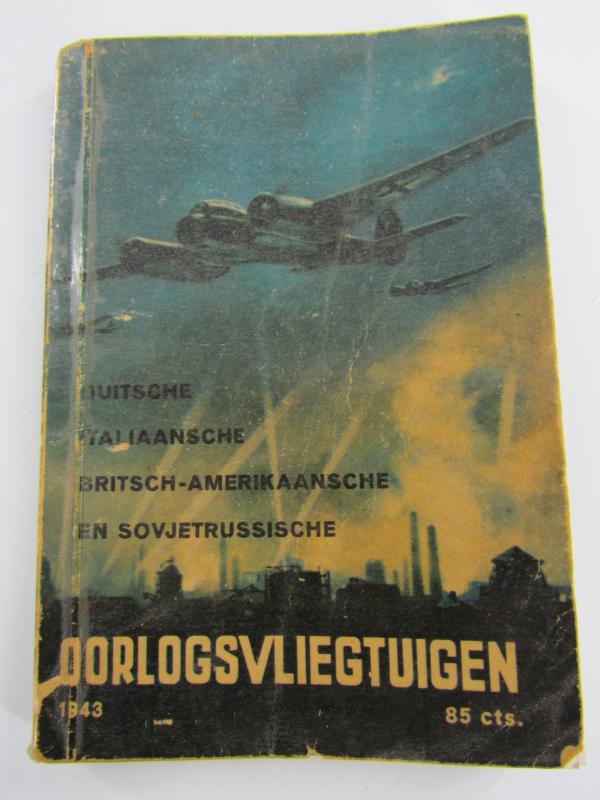 DUITSCHE
ITALIAANSCHE
BRITSCH-AMERIKAANSCHE
EN SOVJETRUSSISCHE
OORLOGSVLIEGTUIGEN
1943
85 cts.